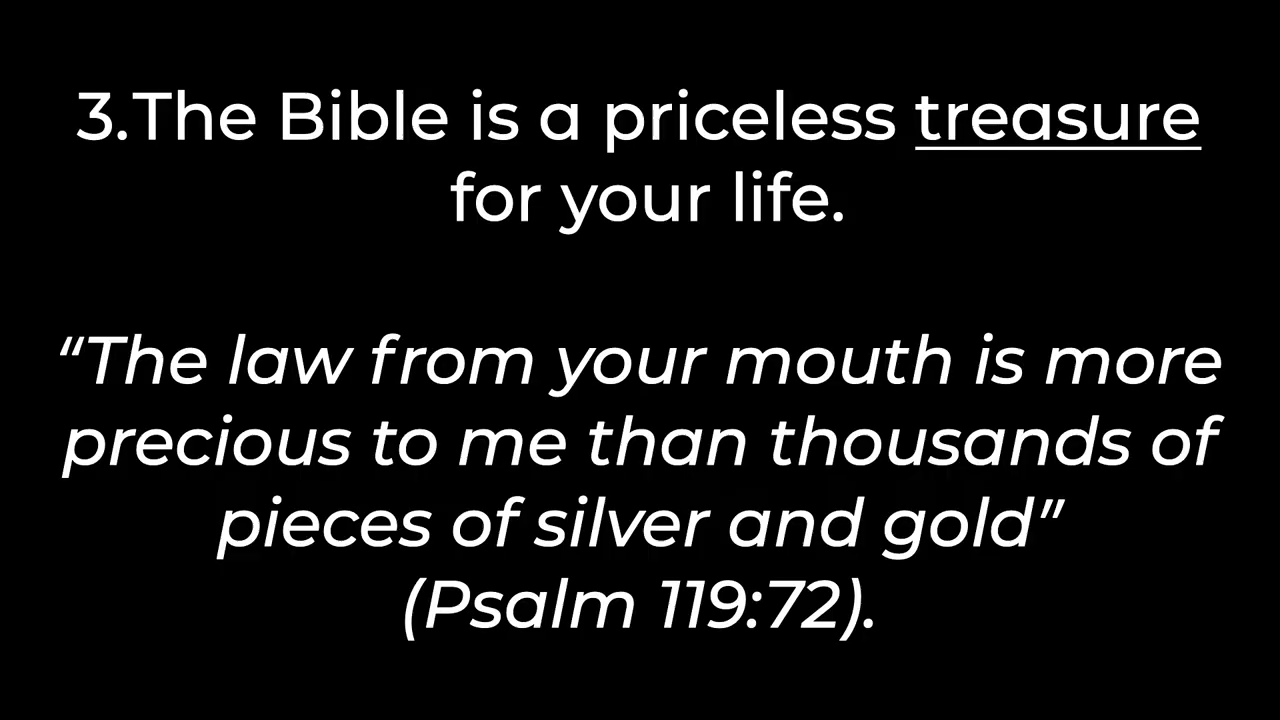 3.The Bible is a priceless treasure
for your life.
“The law from your mouth is more
precious to me than thousands of
pieces of silver and gold”
(Psalm 119:72).